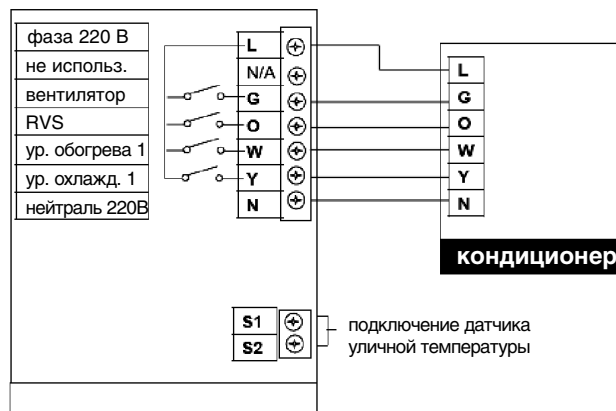 фаза 220 В
не использ.
вентилятор
RVS
ур. обогрева 1
ур. охлажд. 1
нейтраль 220В
L
N/A
G
O
W
Y
N
L
G
O
W
Y
N
кондиционер
S1
S2
подключение датчика
уличной температуры